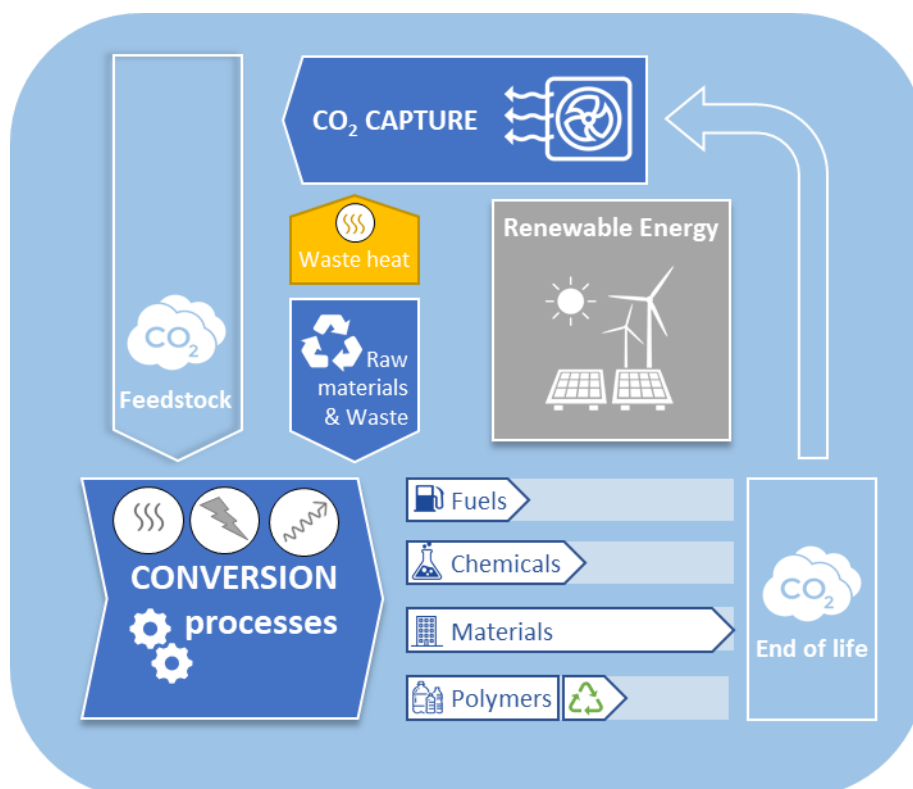 CO₂ CAPTURE
Waste heat
Renewable Energy
CO₂
Feedstock
Raw
materials
& Waste
CONVERSION
processes
Fuels
Chemicals
Materials
Polymers
CO₂
End of life